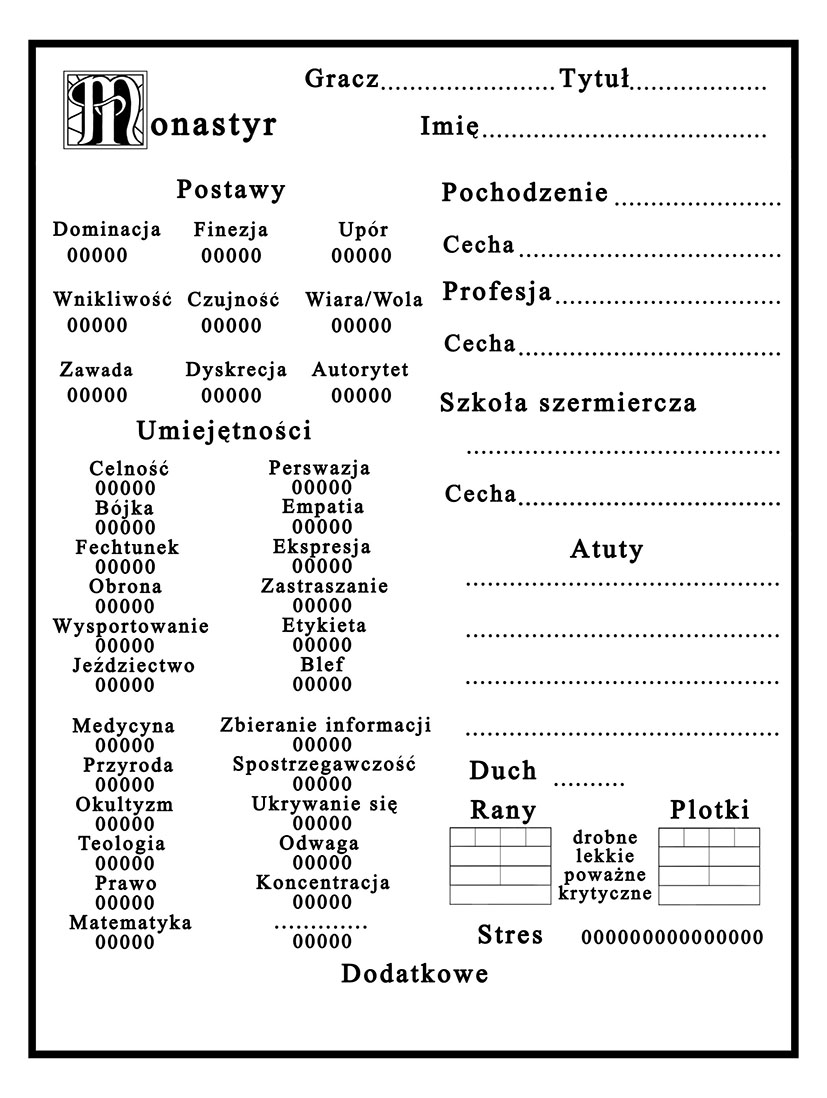 Gracz...................... Tytuł..................
Monastyr
Imię......................................
Postawy
Dominacja Finezja Upór
00000 00000 00000
Wnikliwość Czujność Wiara/Wola
00000 00000 00000
Zawada Dyskrecja Autorytet
00000 00000 00000
Umiejętności
Celność Perswazja
00000 00000
Bójka Empatia
00000 00000
Fechtunek Ekspresja
00000 00000
Obrona Zastraszanie
00000 00000
Wysportowanie Etykieta
00000 00000
Jeździectwo Blef
00000 00000
Medycyna Zbieranie informacji
00000 00000
Przyroda Spostrzegawczość
00000 00000
Okultyzm Ukrywanie się
00000 00000
Teologia Odwaga
00000 00000
Prawo Koncentracja
00000 00000
Matematyka .............
00000 00000
Pochodzenie ......................
Cecha...................................
Profesja..............................
Cecha...................................
Szkoła szermiercza
..........................................
Cecha...................................
Atuty
..........................................
..........................................
..........................................
..........................................
Duch ..........
Rany Plotki
drobne
lekkie
poważne
krytyczne
Stres 000000000000000
Dodatkowe